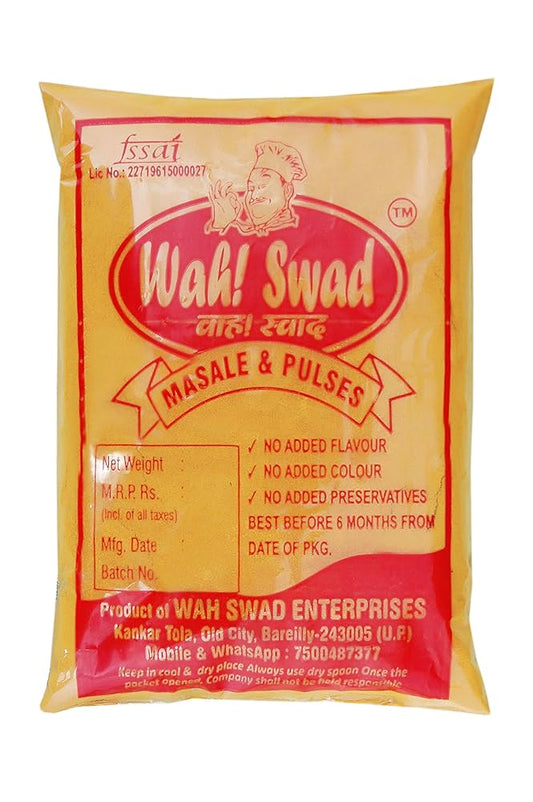 fssai
Lic No.: 22719615000027
TM
Wah! Swad
वाह! स्वाद
MASALE & PULSES
Net Weight :
M.R.P. Rs. :
(Incl. of all taxes)
Mfg. Date :
Batch No.
✓ NO ADDED FLAVOUR
✓ NO ADDED COLOUR
✓ NO ADDED PRESERVATIVES
BEST BEFORE 6 MONTHS FROM
DATE OF PKG.
Product of WAH SWAD ENTERPRISES
Kankar Tola, Old City, Bareilly-243005 (U.P.)
Mobile & WhatsApp : 7500487377
Keep in cool & dry place Always use dry spoon Once the
pocket opened, Company shall not be held responsible